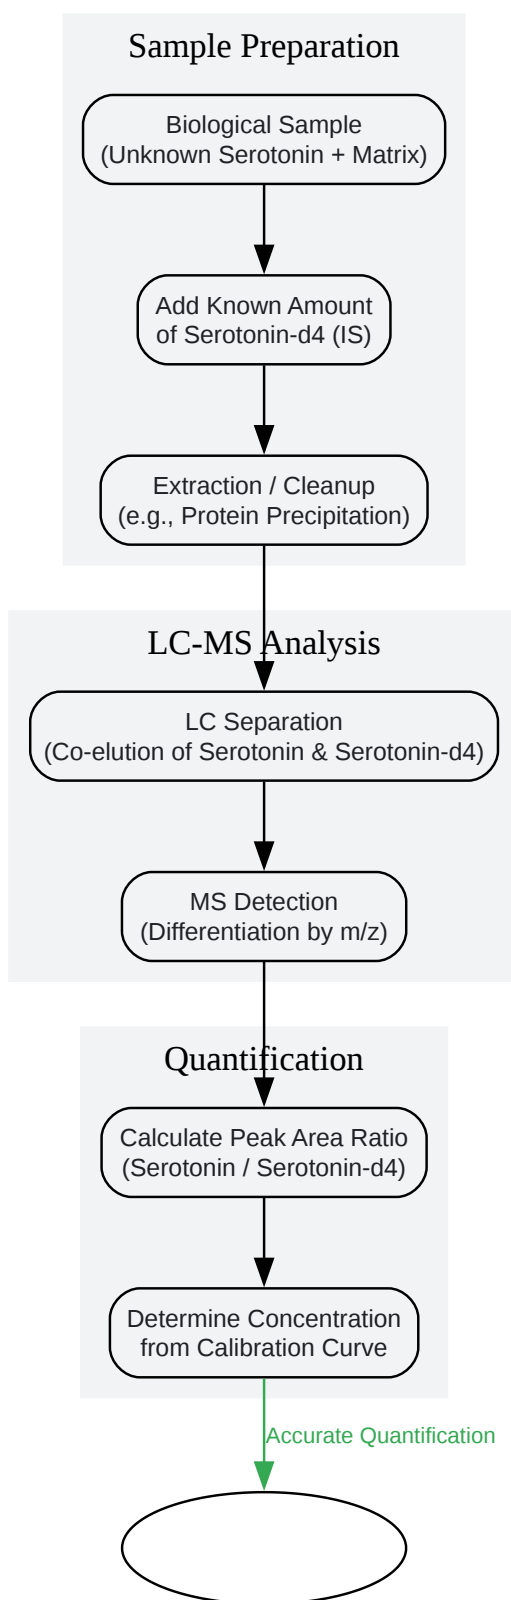 Sample Preparation
Biological Sample
(Unknown Serotonin + Matrix)
Add Known Amount
of Serotonin-d4 (IS)
Extraction / Cleanup
(e.g., Protein Precipitation)
LC-MS Analysis
LC Separation
(Co-elution of Serotonin & Serotonin-d4)
MS Detection
(Differentiation by m/z)
Quantification
Calculate Peak Area Ratio
(Serotonin / Serotonin-d4)
Determine Concentration
from Calibration Curve
Accurate Quantification